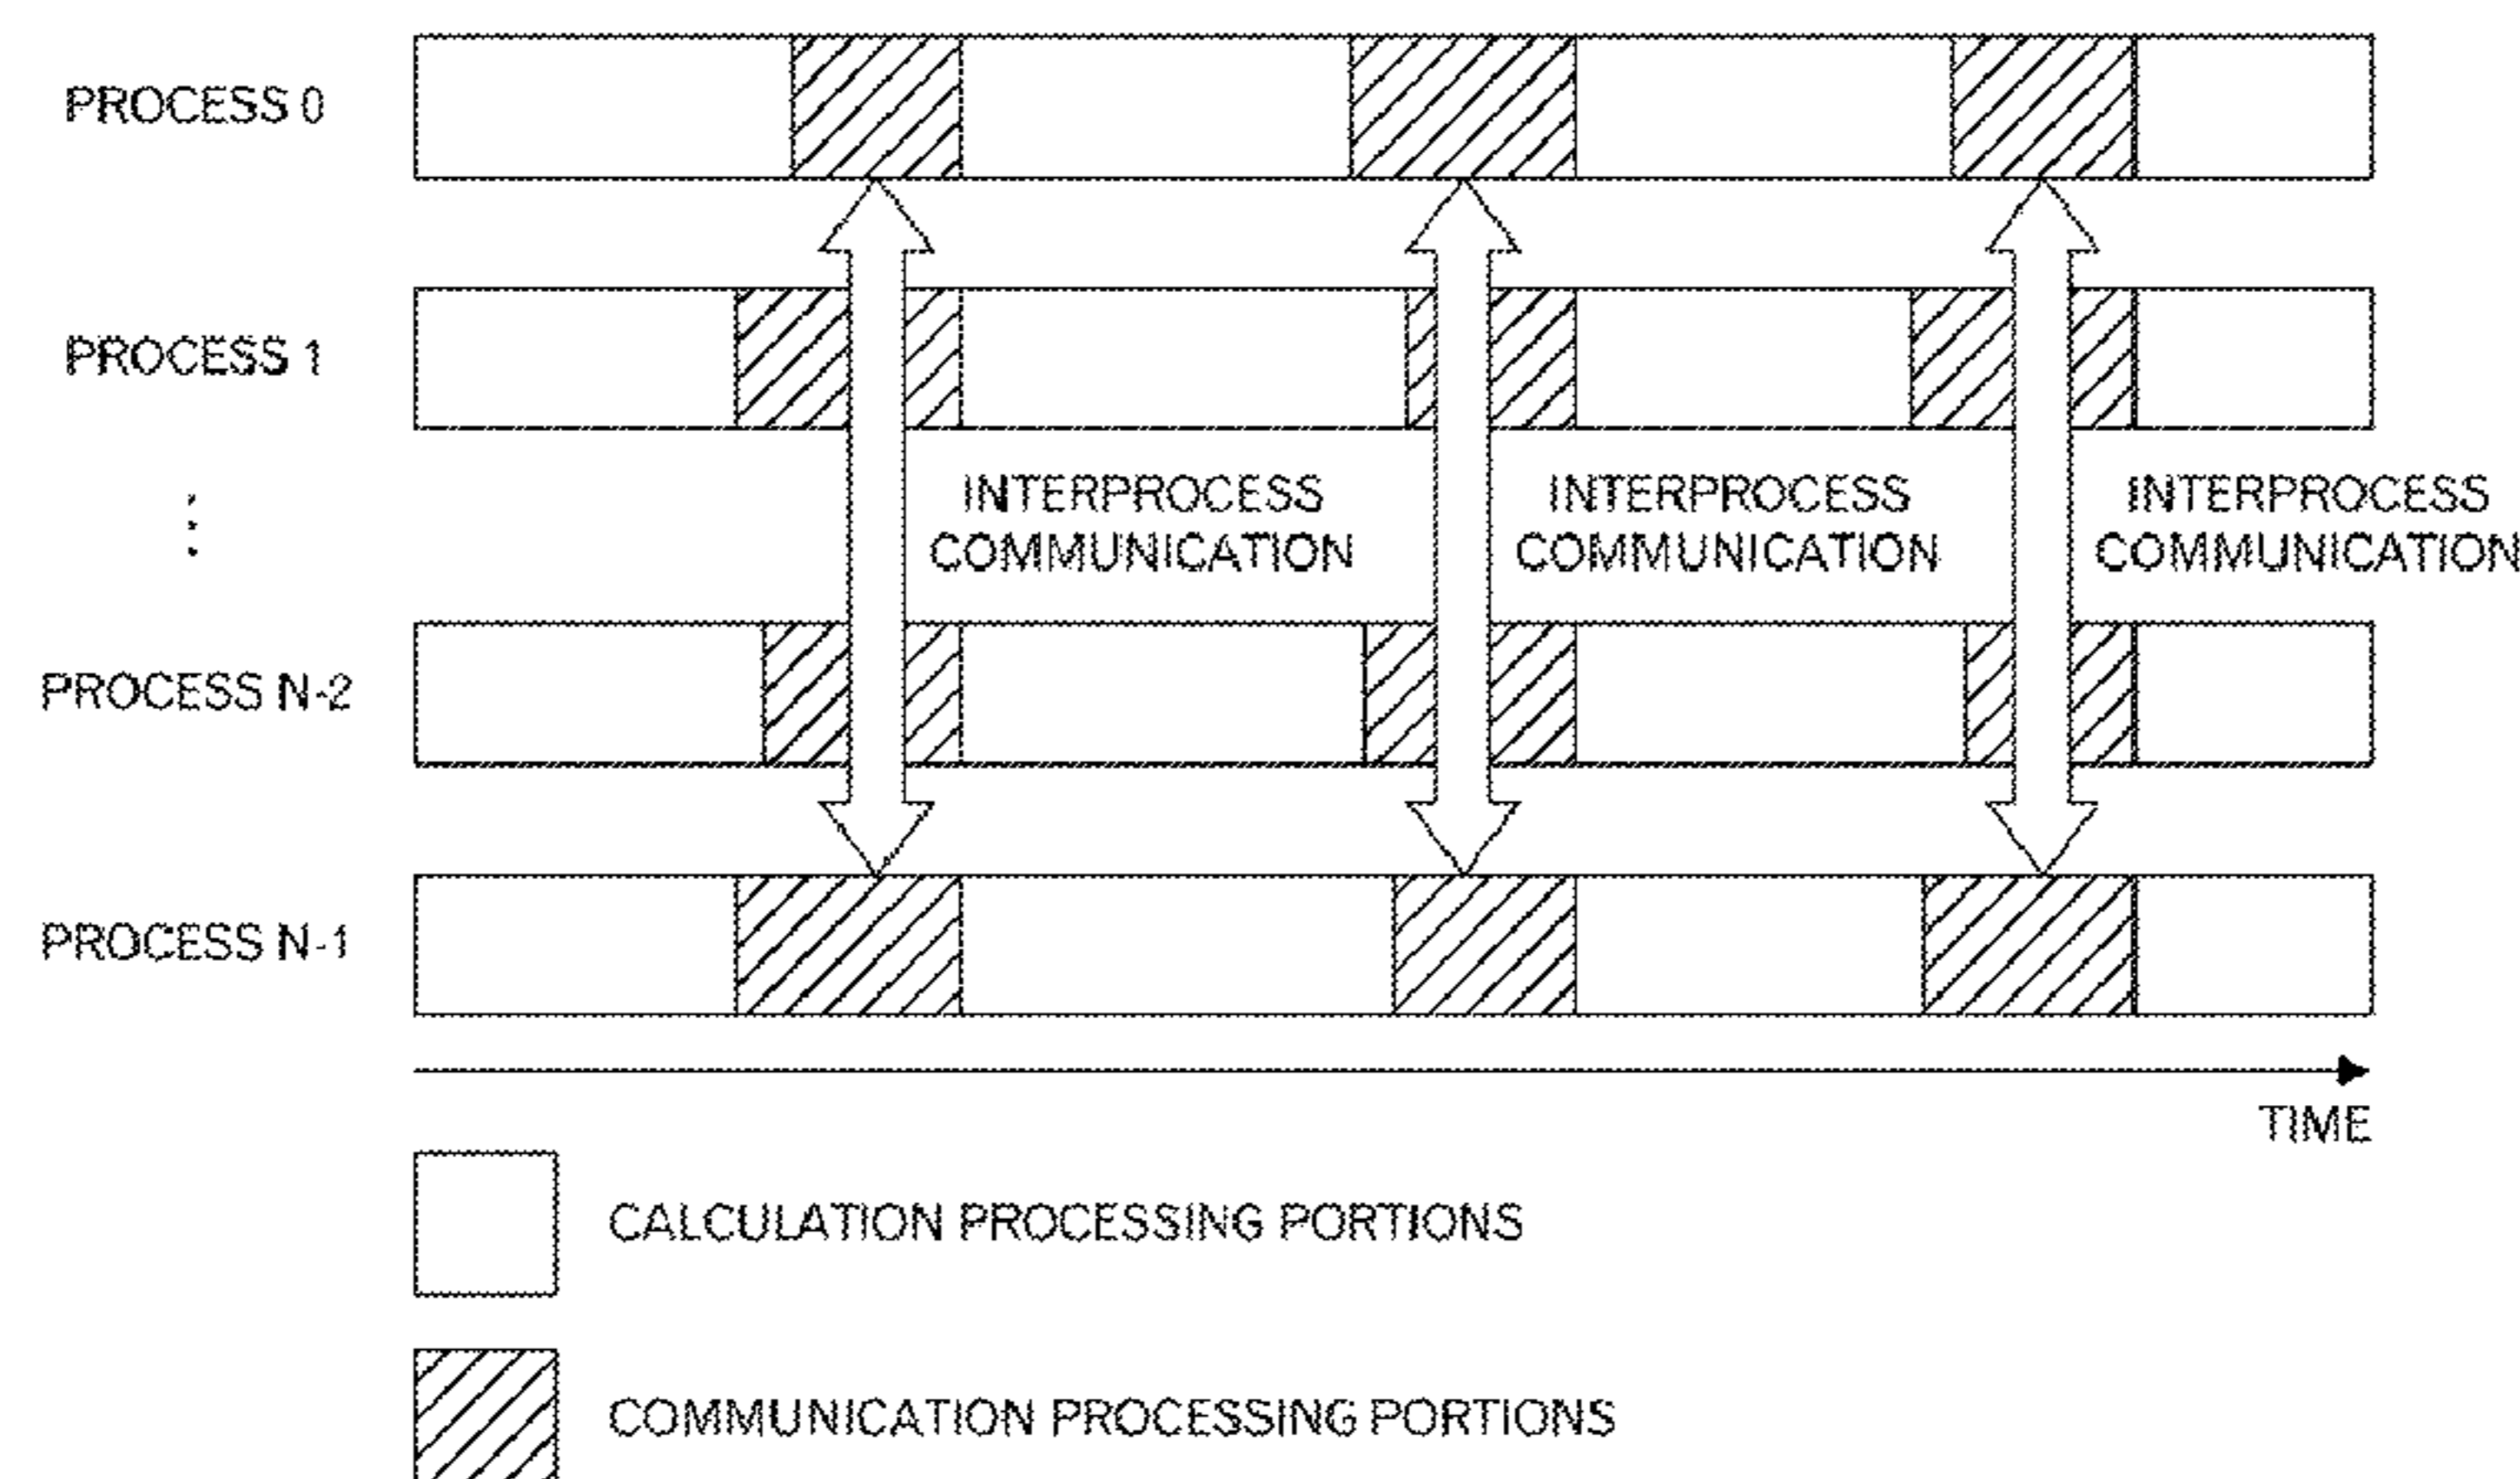 PROCESS 0
PROCESS 1
⋮
INTERPROCESS
COMMUNICATION
INTERPROCESS
COMMUNICATION
INTERPROCESS
COMMUNICATION
PROCESS N-2
PROCESS N-1
TIME
CALCULATION PROCESSING PORTIONS
COMMUNICATION PROCESSING PORTIONS